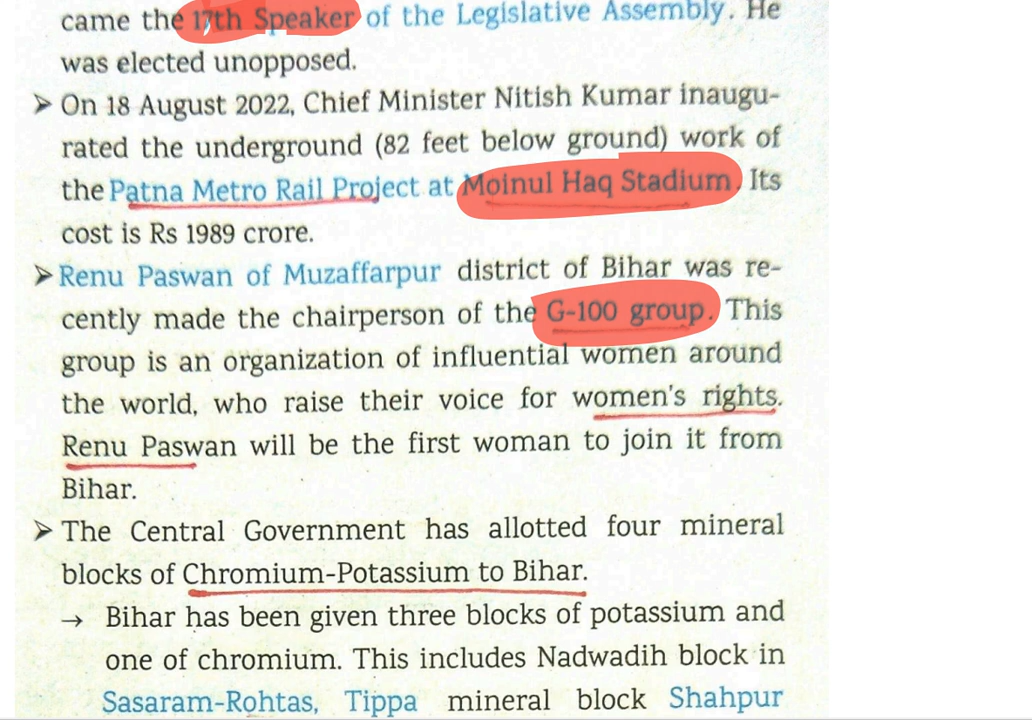 came the 17th Speaker of the Legislative Assembly. He
was elected unopposed.
➤ On 18 August 2022, Chief Minister Nitish Kumar inaugu-
rated the underground (82 feet below ground) work of
the Patna Metro Rail Project at Moinul Haq Stadium. Its
cost is Rs 1989 crore.
➤ Renu Paswan of Muzaffarpur district of Bihar was re-
cently made the chairperson of the G-100 group. This
group is an organization of influential women around
the world, who raise their voice for women's rights.
Renu Paswan will be the first woman to join it from
Bihar.
➤ The Central Government has allotted four mineral
blocks of Chromium-Potassium to Bihar.
→ Bihar has been given three blocks of potassium and
one of chromium. This includes Nadwadih block in
Sasaram-Rohtas, Tippa mineral block Shahpur